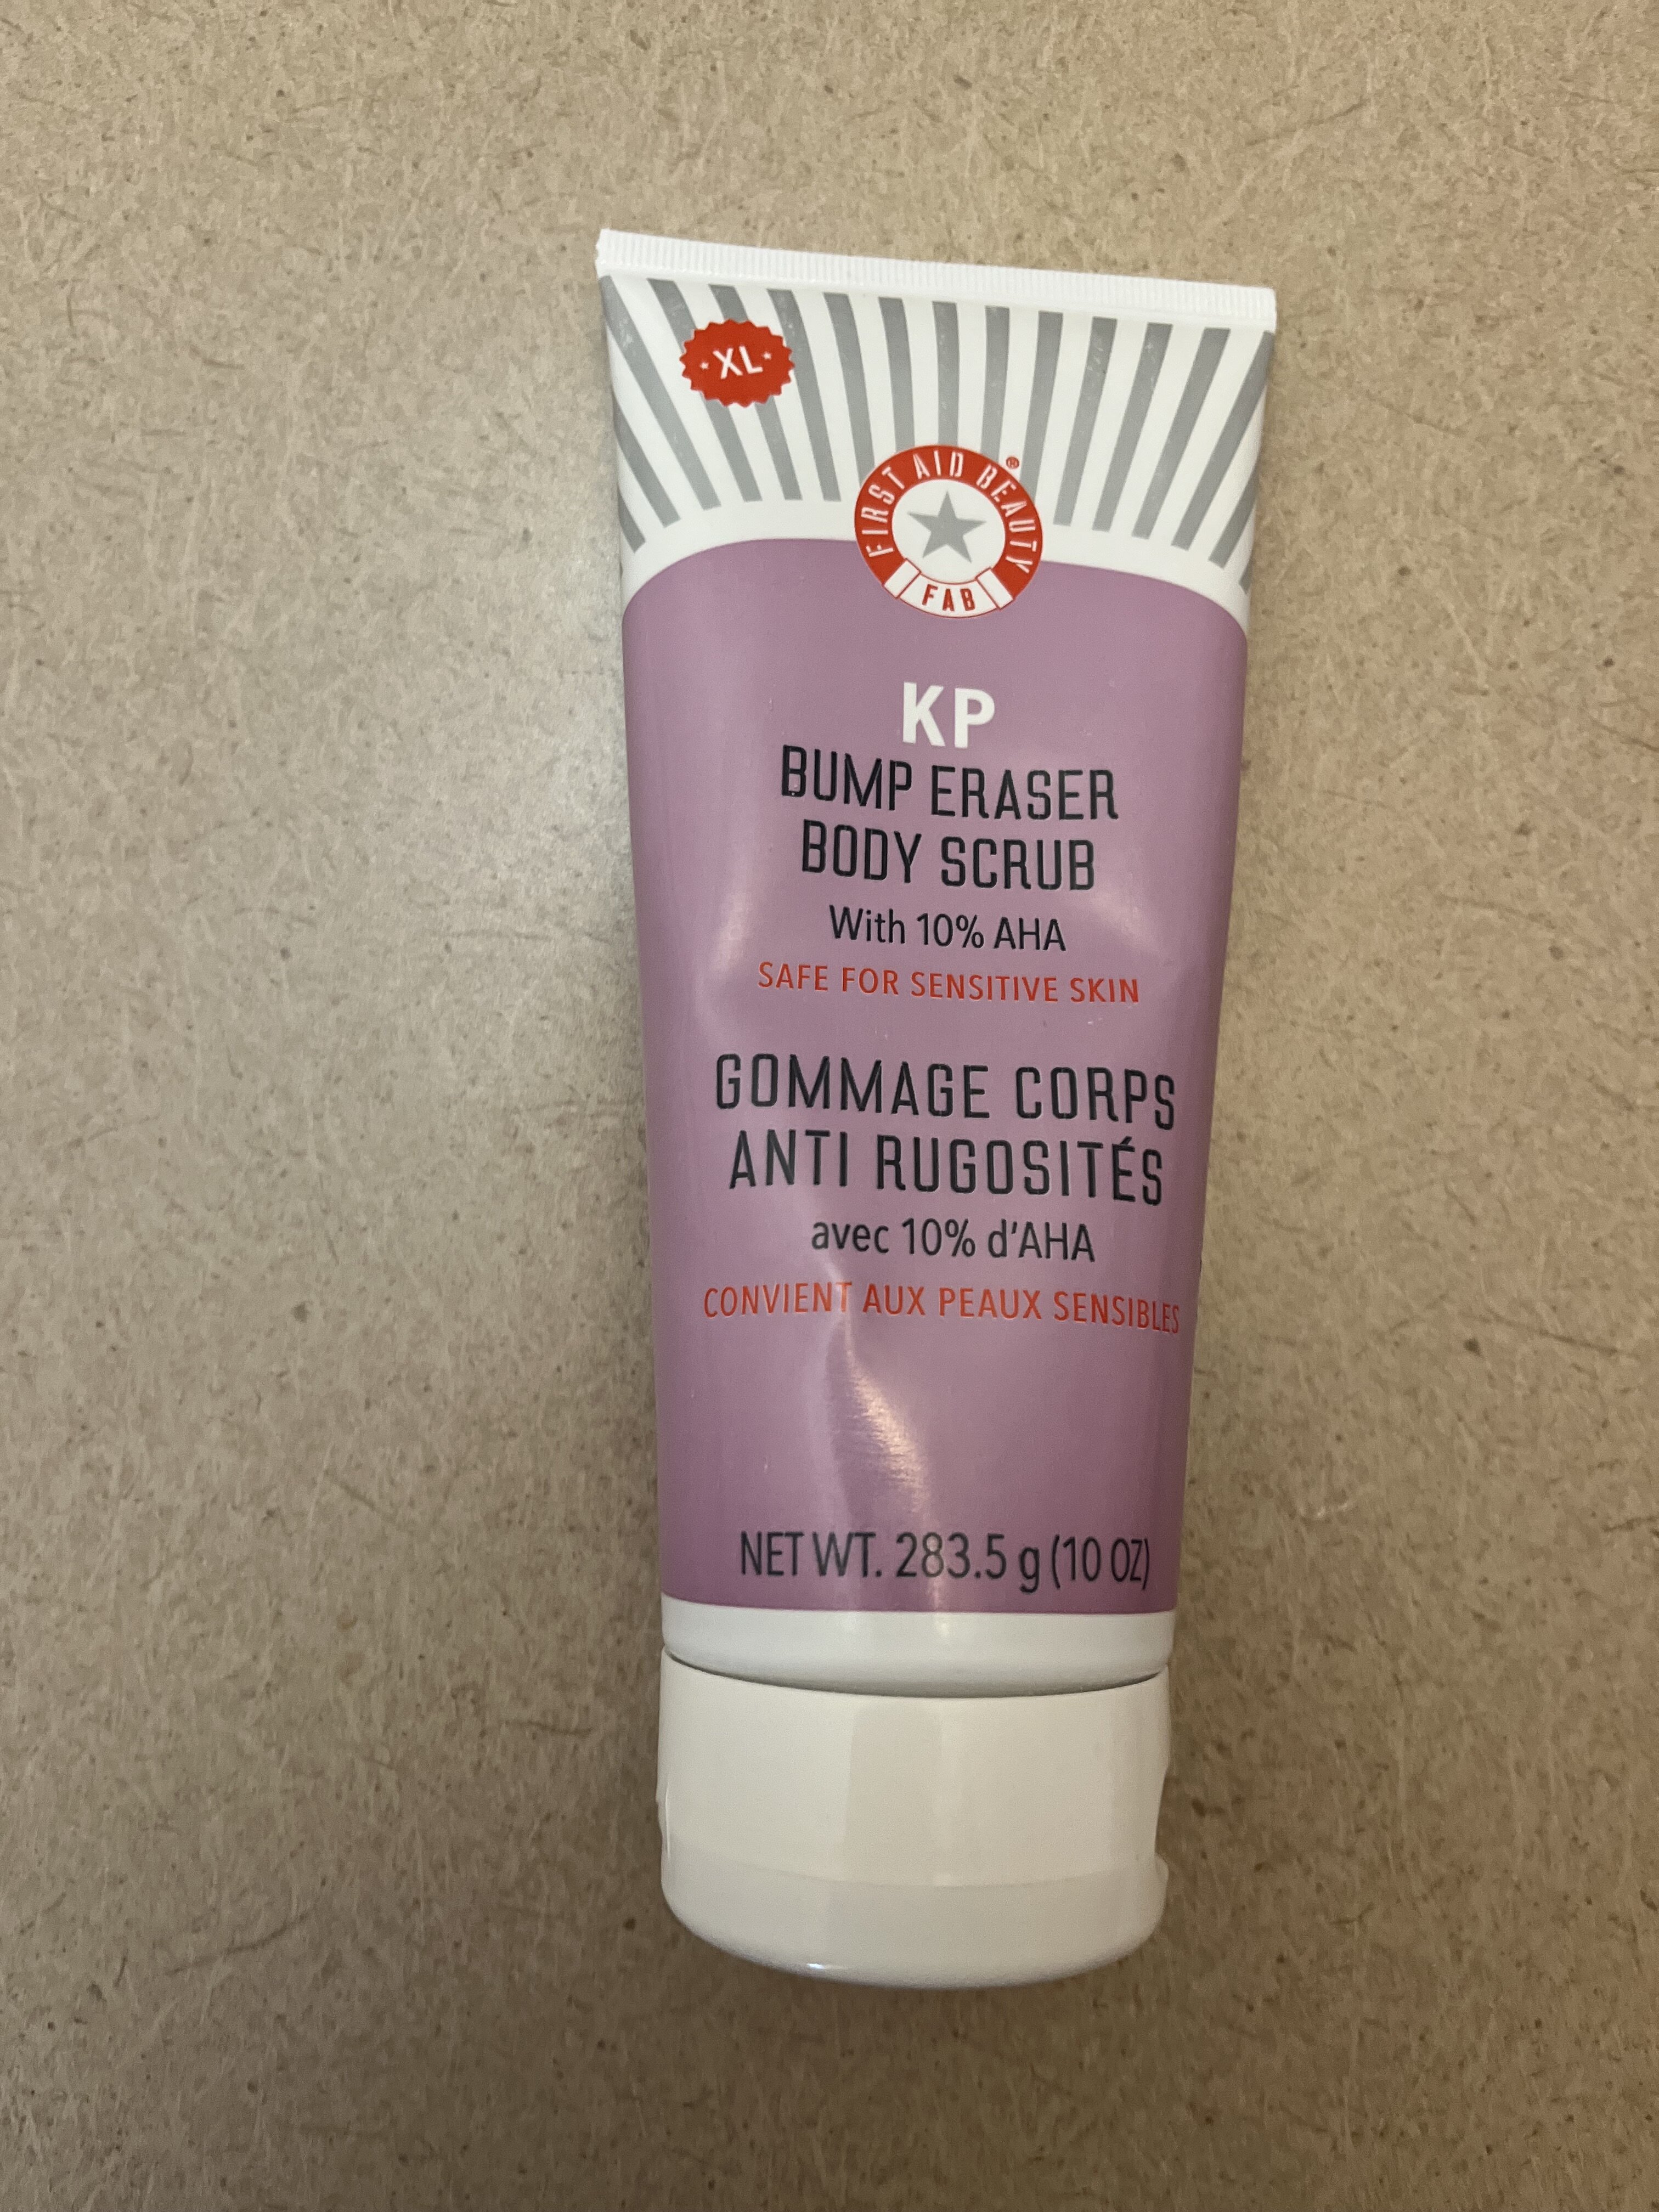 XL
FIRST AID BEAUTY®
FAB
KP
BUMP ERASER
BODY SCRUB
With 10% AHA
SAFE FOR SENSITIVE SKIN
GOMMAGE CORPS
ANTI RUGOSITÉS
avec 10% d'AHA
CONVIENT AUX PEAUX SENSIBLES
NET WT. 283.5 g (10 OZ)